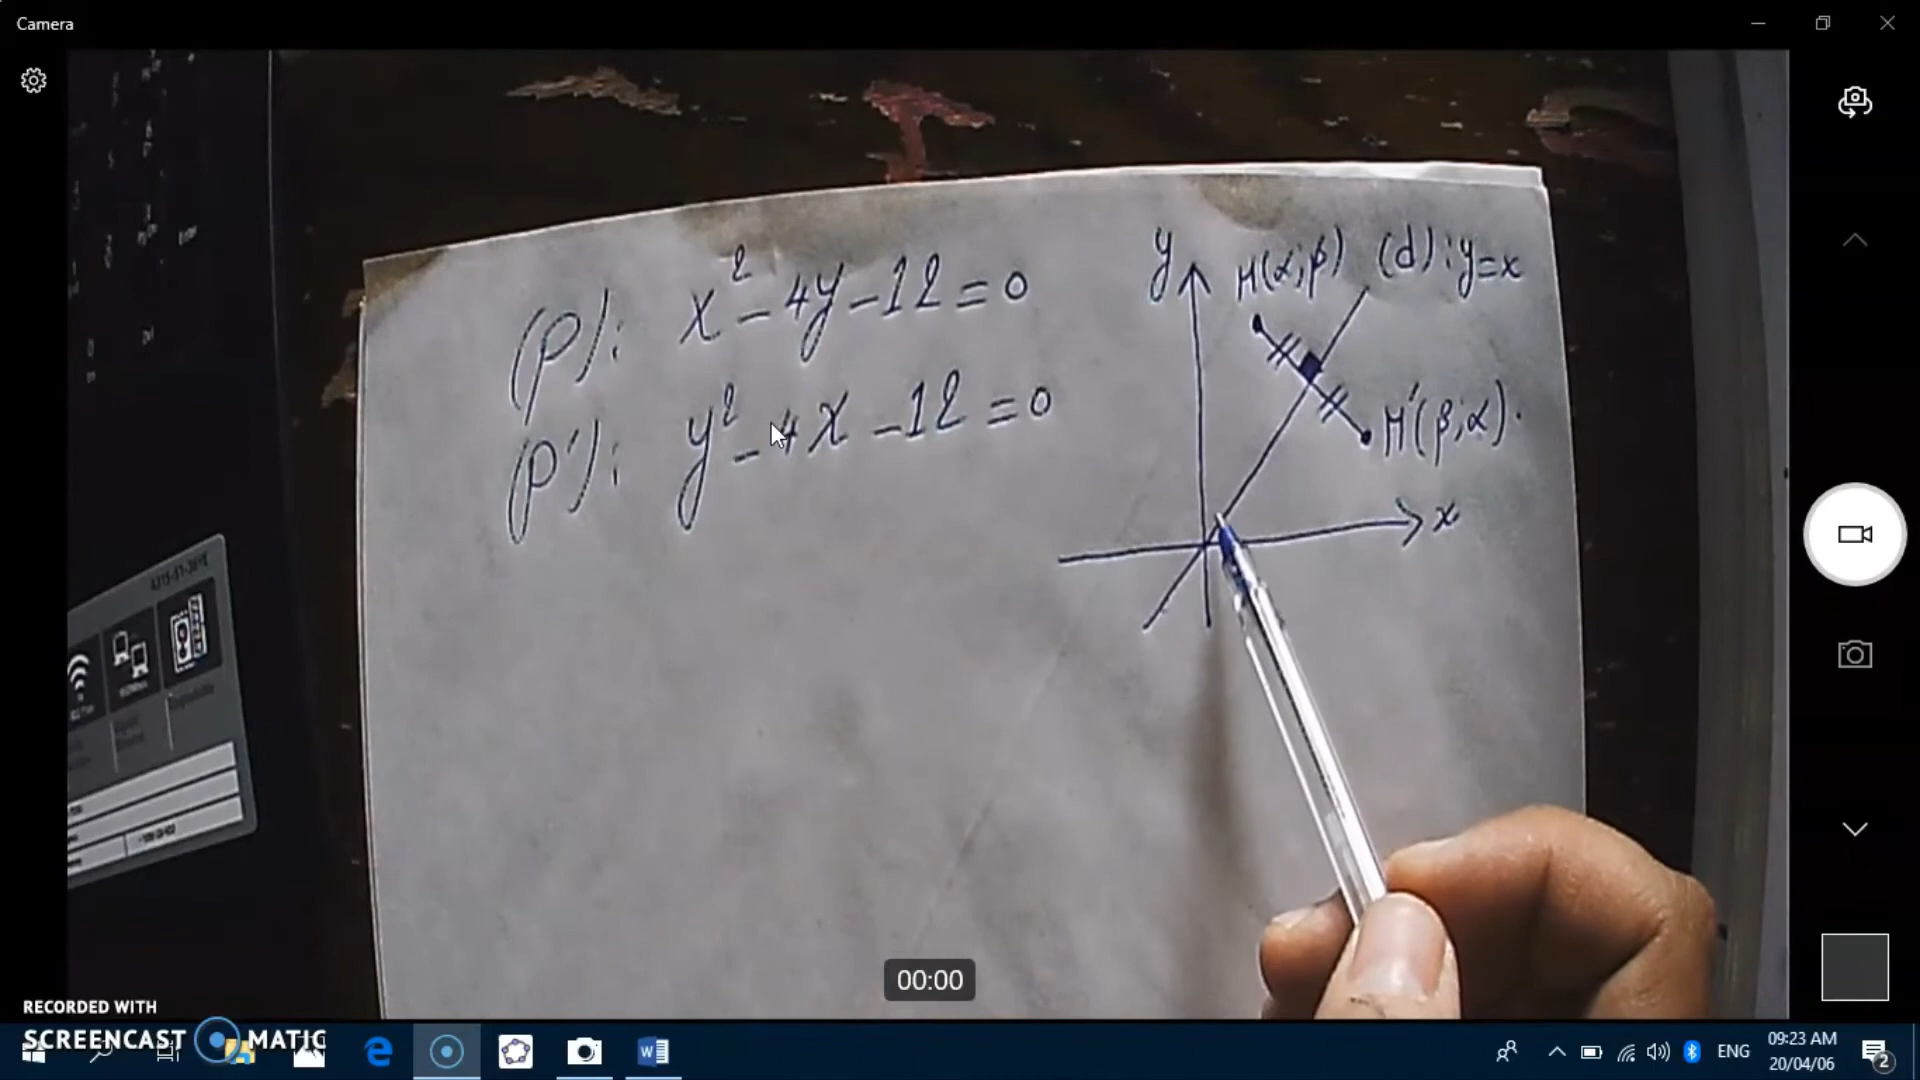 Camera
(P): x² - 4y - 12 = 0
(P'): y² - 4x - 12 = 0
y
M(α;β)
(d): y=x
M'(β;α).
x
00:00
RECORDED WITH
SCREENCAST MATIC
ENG
09:23 AM
20/04/06
2